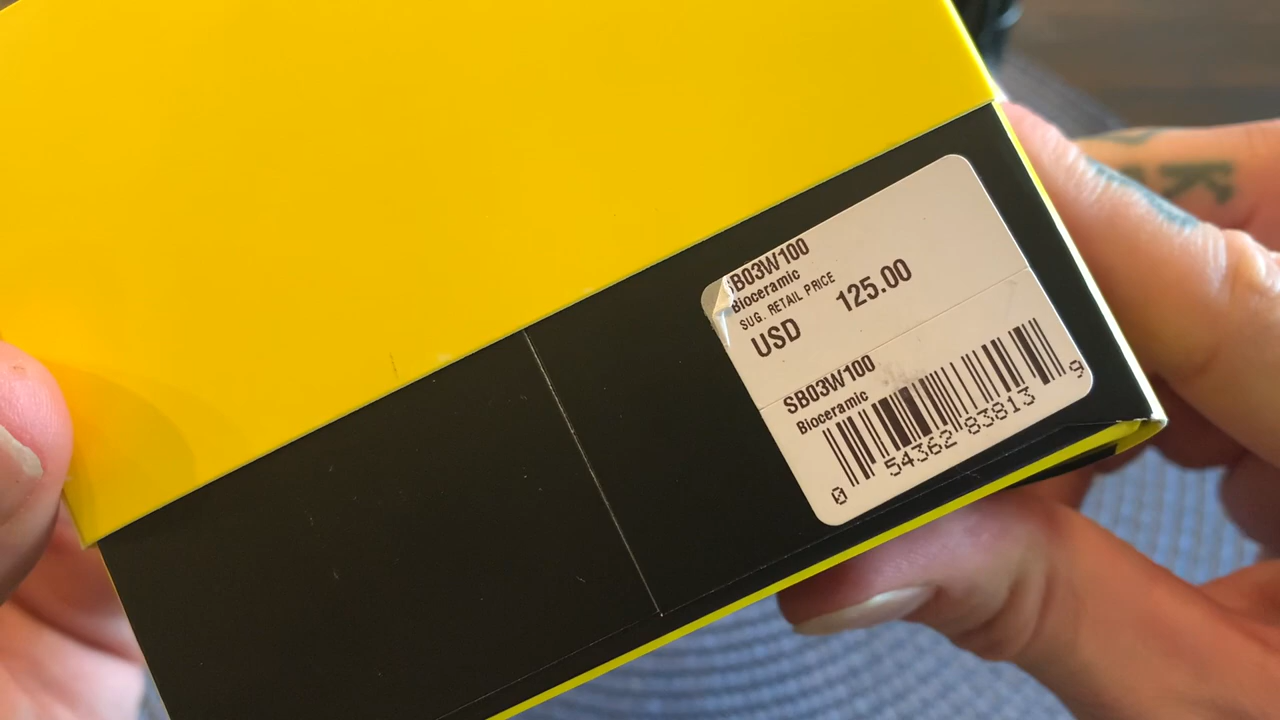 SB03W100
Bioceramic
SUG. RETAIL PRICE
USD 125.00
SB03W100
Bioceramic
0 54362 83813 9
K